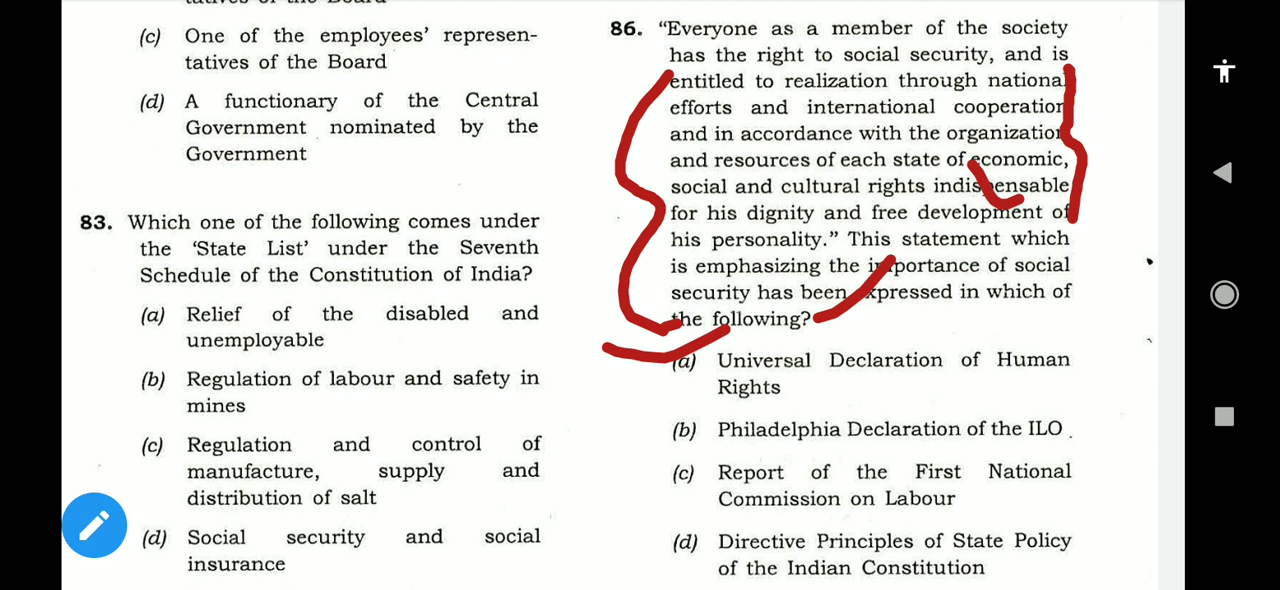 (c) One of the employees’ represen-
tatives of the Board
(d) A functionary of the Central
Government nominated by the
Government
83. Which one of the following comes under
the ‘State List’ under the Seventh
Schedule of the Constitution of India?
(a) Relief of the disabled and
unemployable
(b) Regulation of labour and safety in
mines
(c) Regulation and control of
manufacture, supply and
distribution of salt
(d) Social security and social
insurance
86. “Everyone as a member of the society
has the right to social security, and is
entitled to realization through national
efforts and international cooperation
and in accordance with the organization
and resources of each state of economic,
social and cultural rights indispensable
for his dignity and free development of
his personality.” This statement which
is emphasizing the importance of social
security has been expressed in which of
the following?
(a) Universal Declaration of Human
Rights
(b) Philadelphia Declaration of the ILO
(c) Report of the First National
Commission on Labour
(d) Directive Principles of State Policy
of the Indian Constitution